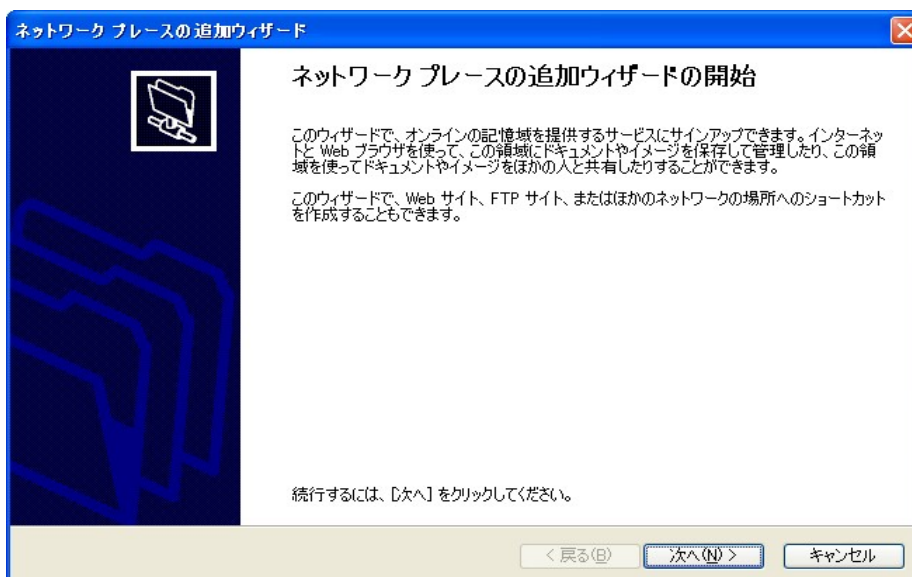 ネットワーク プレースの追加ウィザード
ネットワーク プレースの追加ウィザードの開始
このウィザードで、オンラインの記憶域を提供するサービスにサインアップできます。インターネッ
トと Web ブラウザを使って、この領域にドキュメントやイメージを保存して管理したり、この領
域を使ってドキュメントやイメージをほかの人と共有したりすることができます。
このウィザードで、Web サイト、FTP サイト、またはほかのネットワークの場所へのショートカット
を作成することもできます。
続行するには、[次へ] をクリックしてください。
< 戻る(B)
次へ(N) >
キャンセル